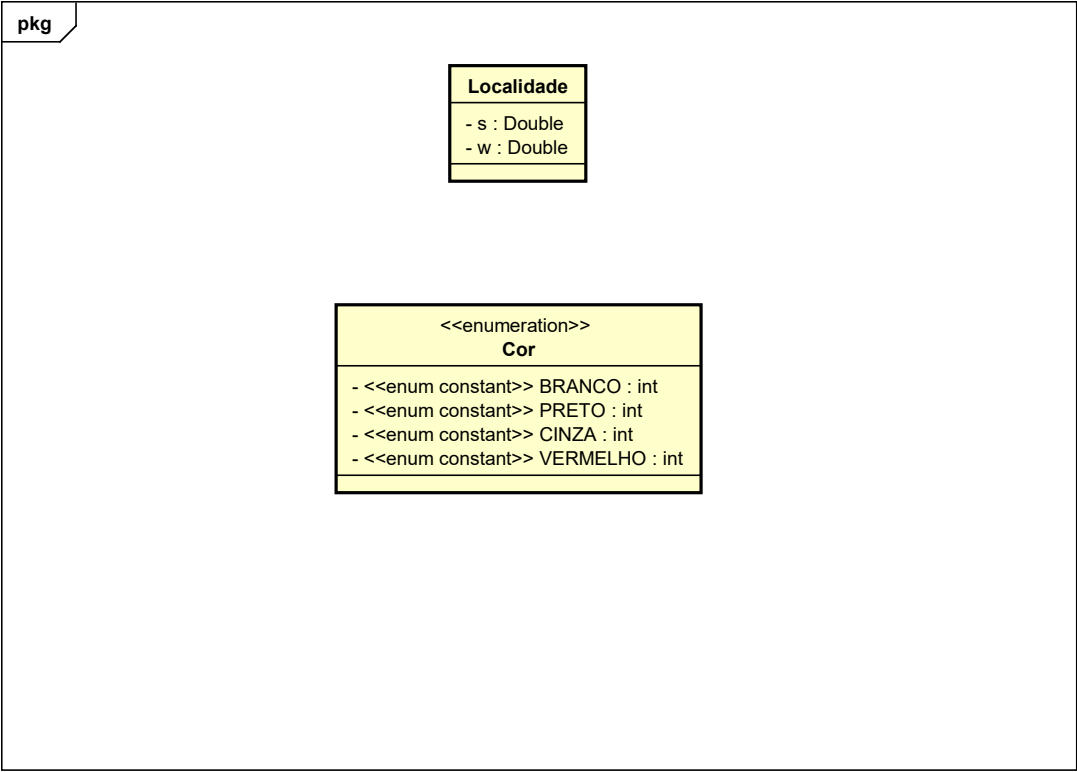 pkg
Localidade
- s : Double
- w : Double
<<enumeration>>
Cor
- <<enum constant>> BRANCO : int
- <<enum constant>> PRETO : int
- <<enum constant>> CINZA : int
- <<enum constant>> VERMELHO : int